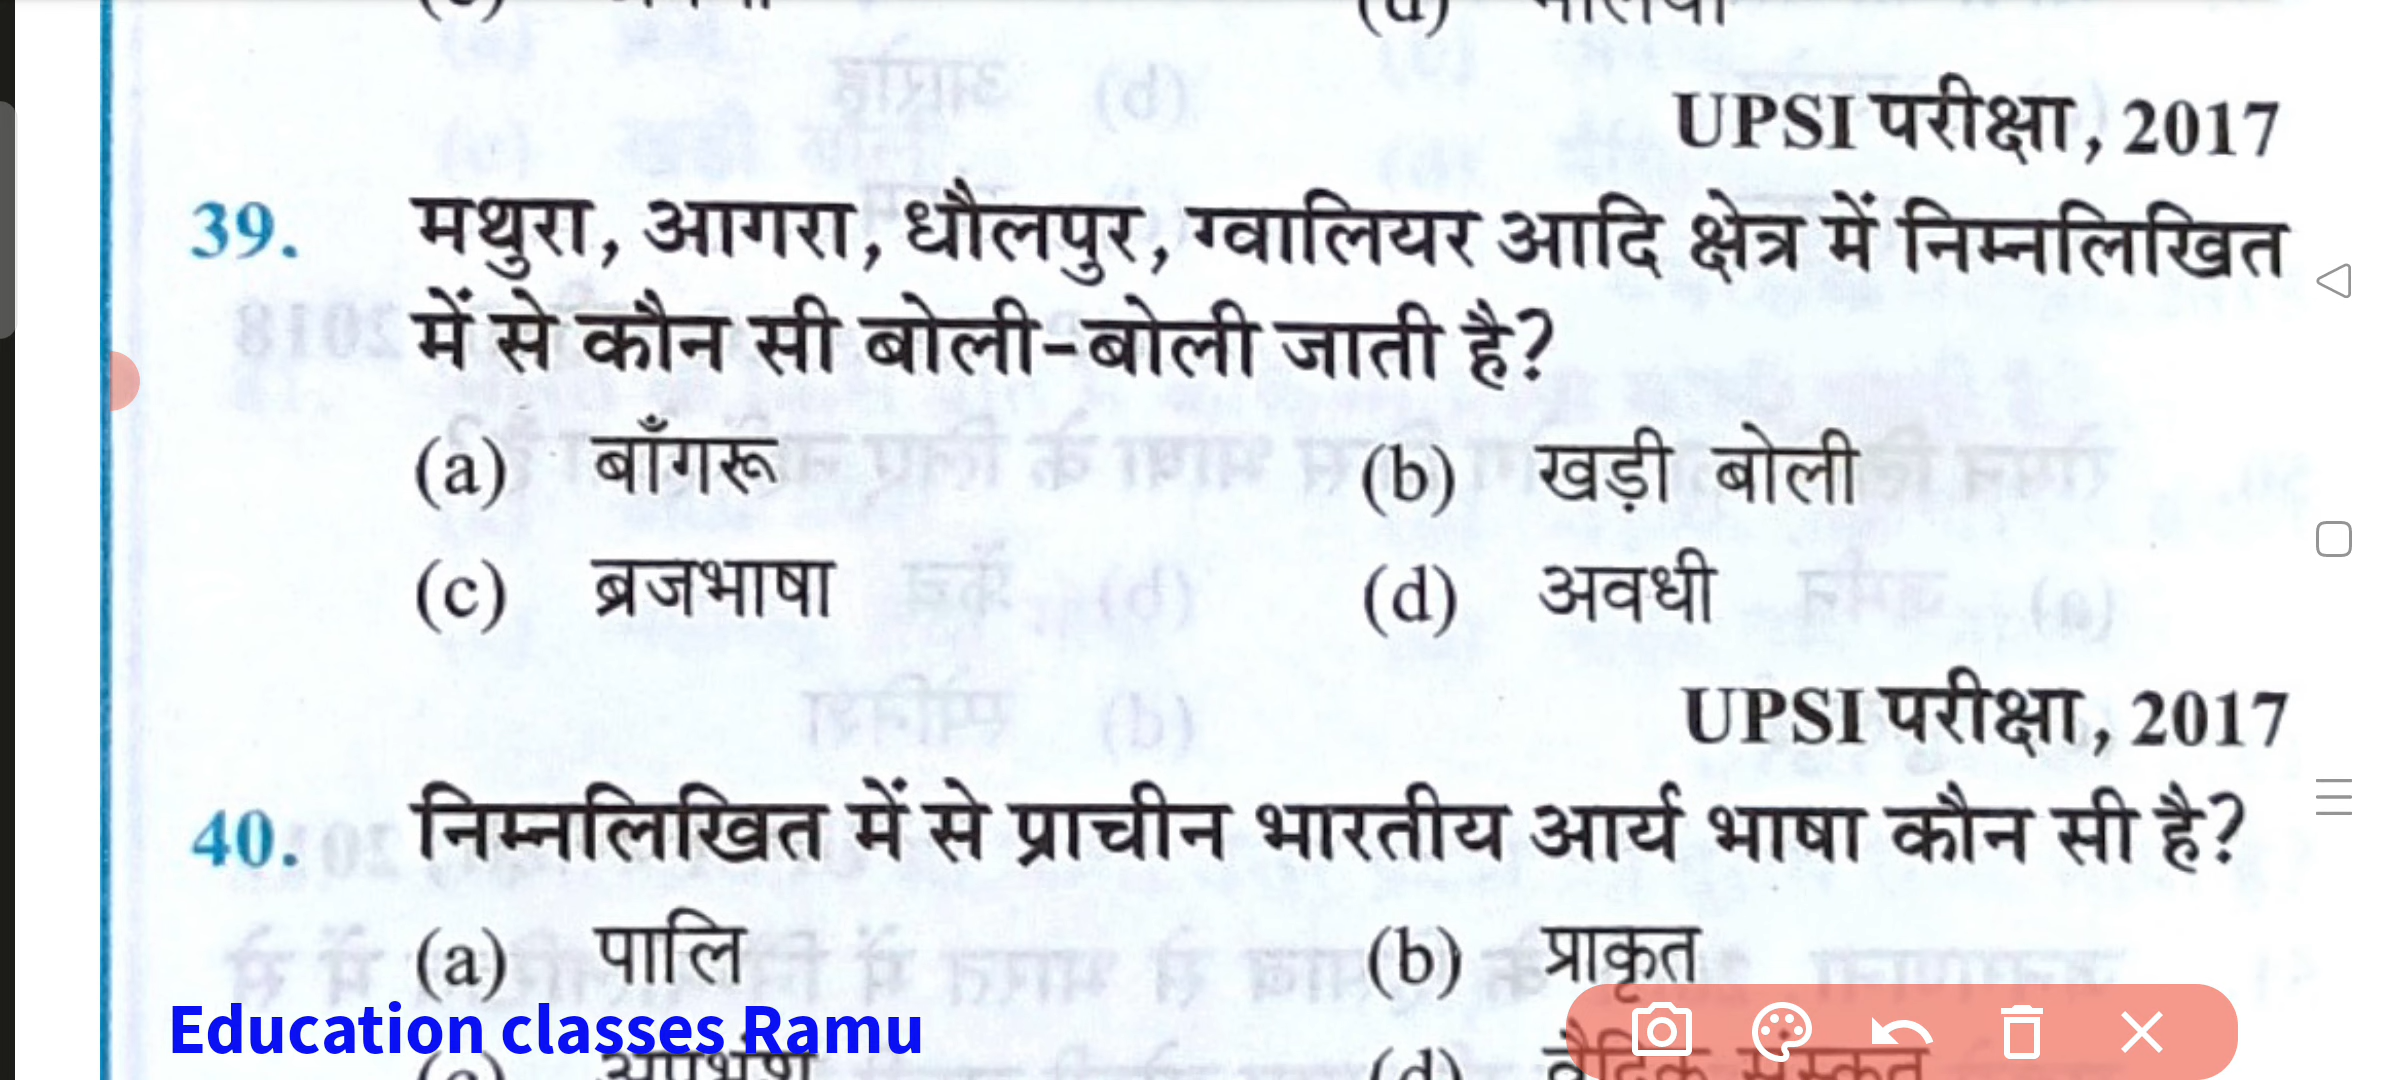 (d)
UPSI परीक्षा, 2017
39. मथुरा, आगरा, धौलपुर, ग्वालियर आदि क्षेत्र में निम्नलिखित
में से कौन सी बोली-बोली जाती है?
(a) बाँगरू (b) खड़ी बोली
(c) ब्रजभाषा (d) अवधी
UPSI परीक्षा, 2017
40. निम्नलिखित में से प्राचीन भारतीय आर्य भाषा कौन सी है?
(a) पालि (b) प्राकृत
Education classes Ramu
(c) अपभ्रंश (d) वैदिक संस्कृत